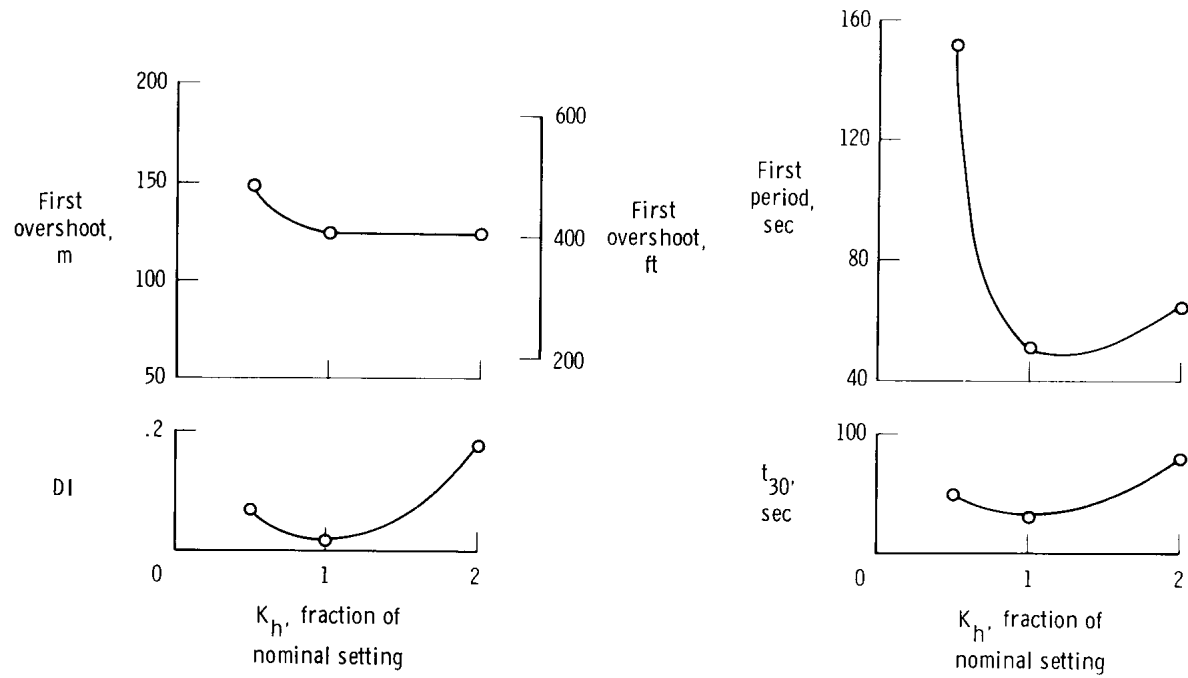 200
150
100
50
First
overshoot,
m
600
400
200
First
overshoot,
ft
.2
0
DI
1
2
K_h, fraction of
nominal setting
160
120
80
40
First
period,
sec
100
0
t_30,
sec
1
2
K_h, fraction of
nominal setting